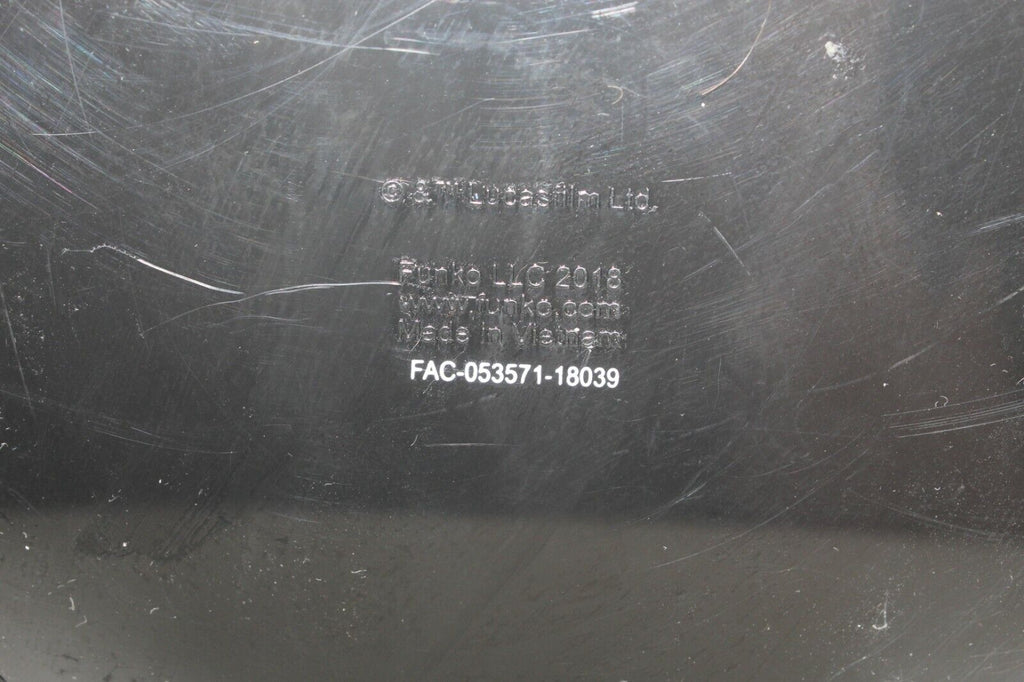 © & ™ Lucasfilm Ltd.
Funko LLC 2018
www.funko.com
Made in Vietnam
FAC-053571-18039